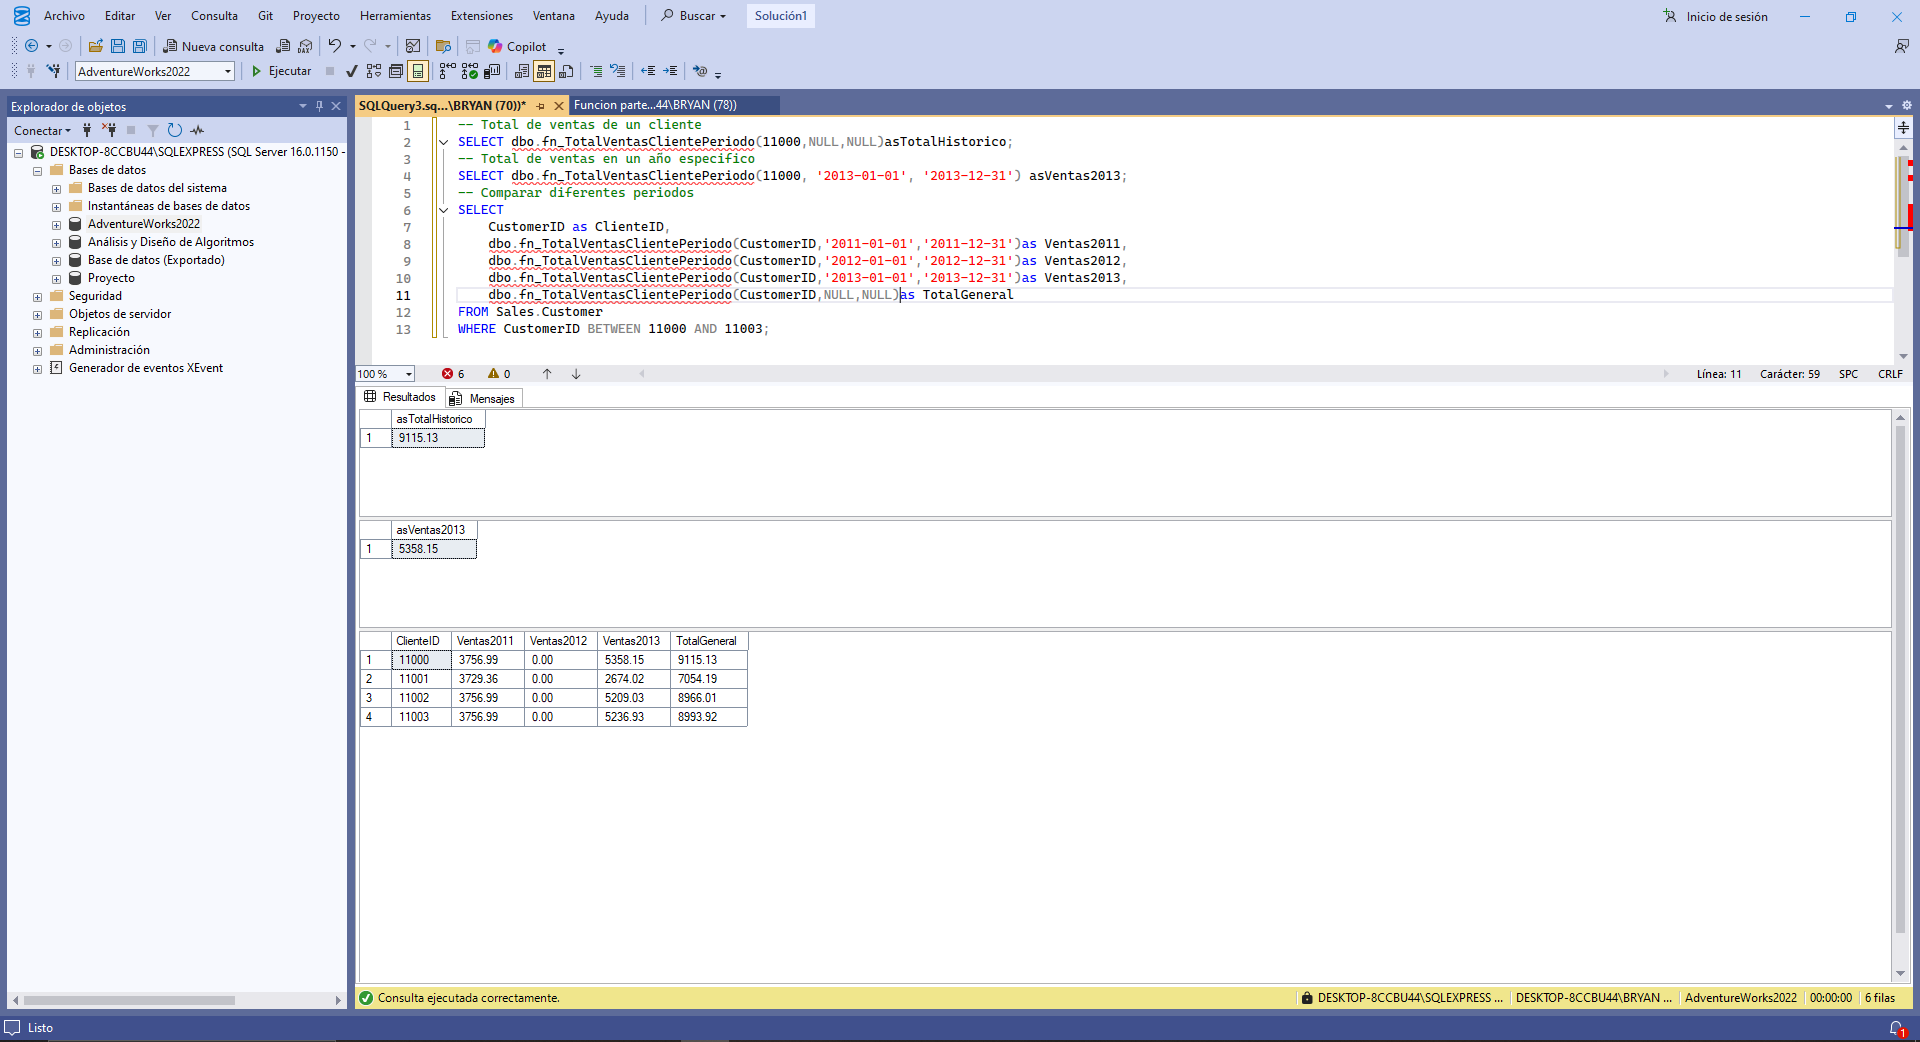 Archivo Editar Ver Consulta Git Proyecto Herramientas Extensiones Ventana Ayuda Buscar Solución1 Inicio de sesión
Nueva consulta DAX Copilot
AdventureWorks2022 Ejecutar
Explorador de objetos
Conectar
DESKTOP-8CCBU44\SQLEXPRESS (SQL Server 16.0.1150 -
Bases de datos
Bases de datos del sistema
Instantáneas de bases de datos
AdventureWorks2022
Análisis y Diseño de Algoritmos
Base de datos (Exportado)
Proyecto
Seguridad
Objetos de servidor
Replicación
Administración
Generador de eventos XEvent
SQLQuery3.sq...\BRYAN (70))* Funcion parte...44\BRYAN (78))
1 -- Total de ventas de un cliente
2 SELECT dbo.fn_TotalVentasClientePeriodo(11000,NULL,NULL)asTotalHistorico;
3 -- Total de ventas en un año especifico
4 SELECT dbo.fn_TotalVentasClientePeriodo(11000, '2013-01-01', '2013-12-31') asVentas2013;
5 -- Comparar diferentes periodos
6 SELECT
7 CustomerID as ClienteID,
8 dbo.fn_TotalVentasClientePeriodo(CustomerID,'2011-01-01','2011-12-31')as Ventas2011,
9 dbo.fn_TotalVentasClientePeriodo(CustomerID,'2012-01-01','2012-12-31')as Ventas2012,
10 dbo.fn_TotalVentasClientePeriodo(CustomerID,'2013-01-01','2013-12-31')as Ventas2013,
11 dbo.fn_TotalVentasClientePeriodo(CustomerID,NULL,NULL)as TotalGeneral
12 FROM Sales.Customer
13 WHERE CustomerID BETWEEN 11000 AND 11003;
100 % 6 0 Línea: 11 Carácter: 59 SPC CRLF
Resultados Mensajes
asTotalHistorico
1 9115.13
asVentas2013
1 5358.15
ClienteID Ventas2011 Ventas2012 Ventas2013 TotalGeneral
1 11000 3756.99 0.00 5358.15 9115.13
2 11001 3729.36 0.00 2674.02 7054.19
3 11002 3756.99 0.00 5209.03 8966.01
4 11003 3756.99 0.00 5236.93 8993.92
Consulta ejecutada correctamente. DESKTOP-8CCBU44\SQLEXPRESS ... DESKTOP-8CCBU44\BRYAN ... AdventureWorks2022 00:00:00 6 filas
Listo 1